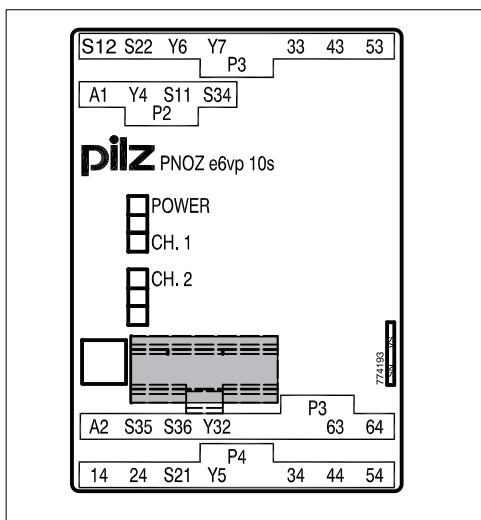 S12 S22 Y6 Y7 33 43 53
P3
A1 Y4 S11 S34
P2
pilz PNOZ e6vp 10s
POWER
CH. 1
CH. 2
774193
SN VS
P3
A2 S35 S36 Y32 63 64
P4
14 24 S21 Y5 34 44 54